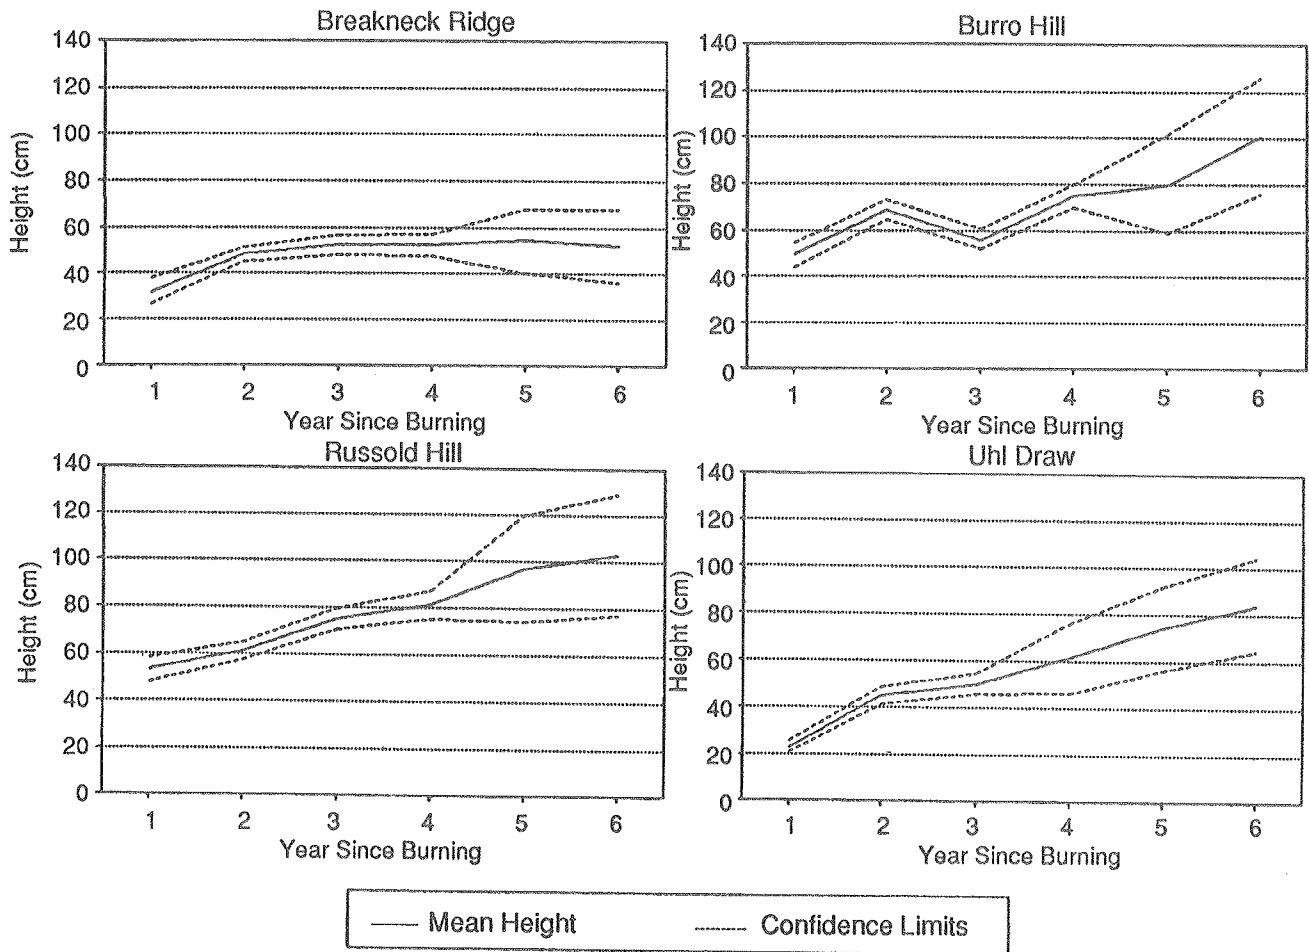 Breakneck Ridge
Height (cm)
140
120
100
80
60
40
20
0
1 2 3 4 5 6
Year Since Burning
Burro Hill
Height (cm)
140
120
100
80
60
40
20
0
1 2 3 4 5 6
Year Since Burning
Russold Hill
Height (cm)
140
120
100
80
60
40
20
0
1 2 3 4 5 6
Year Since Burning
Uhl Draw
Height (cm)
140
120
100
80
60
40
20
0
1 2 3 4 5 6
Year Since Burning
Mean Height Confidence Limits